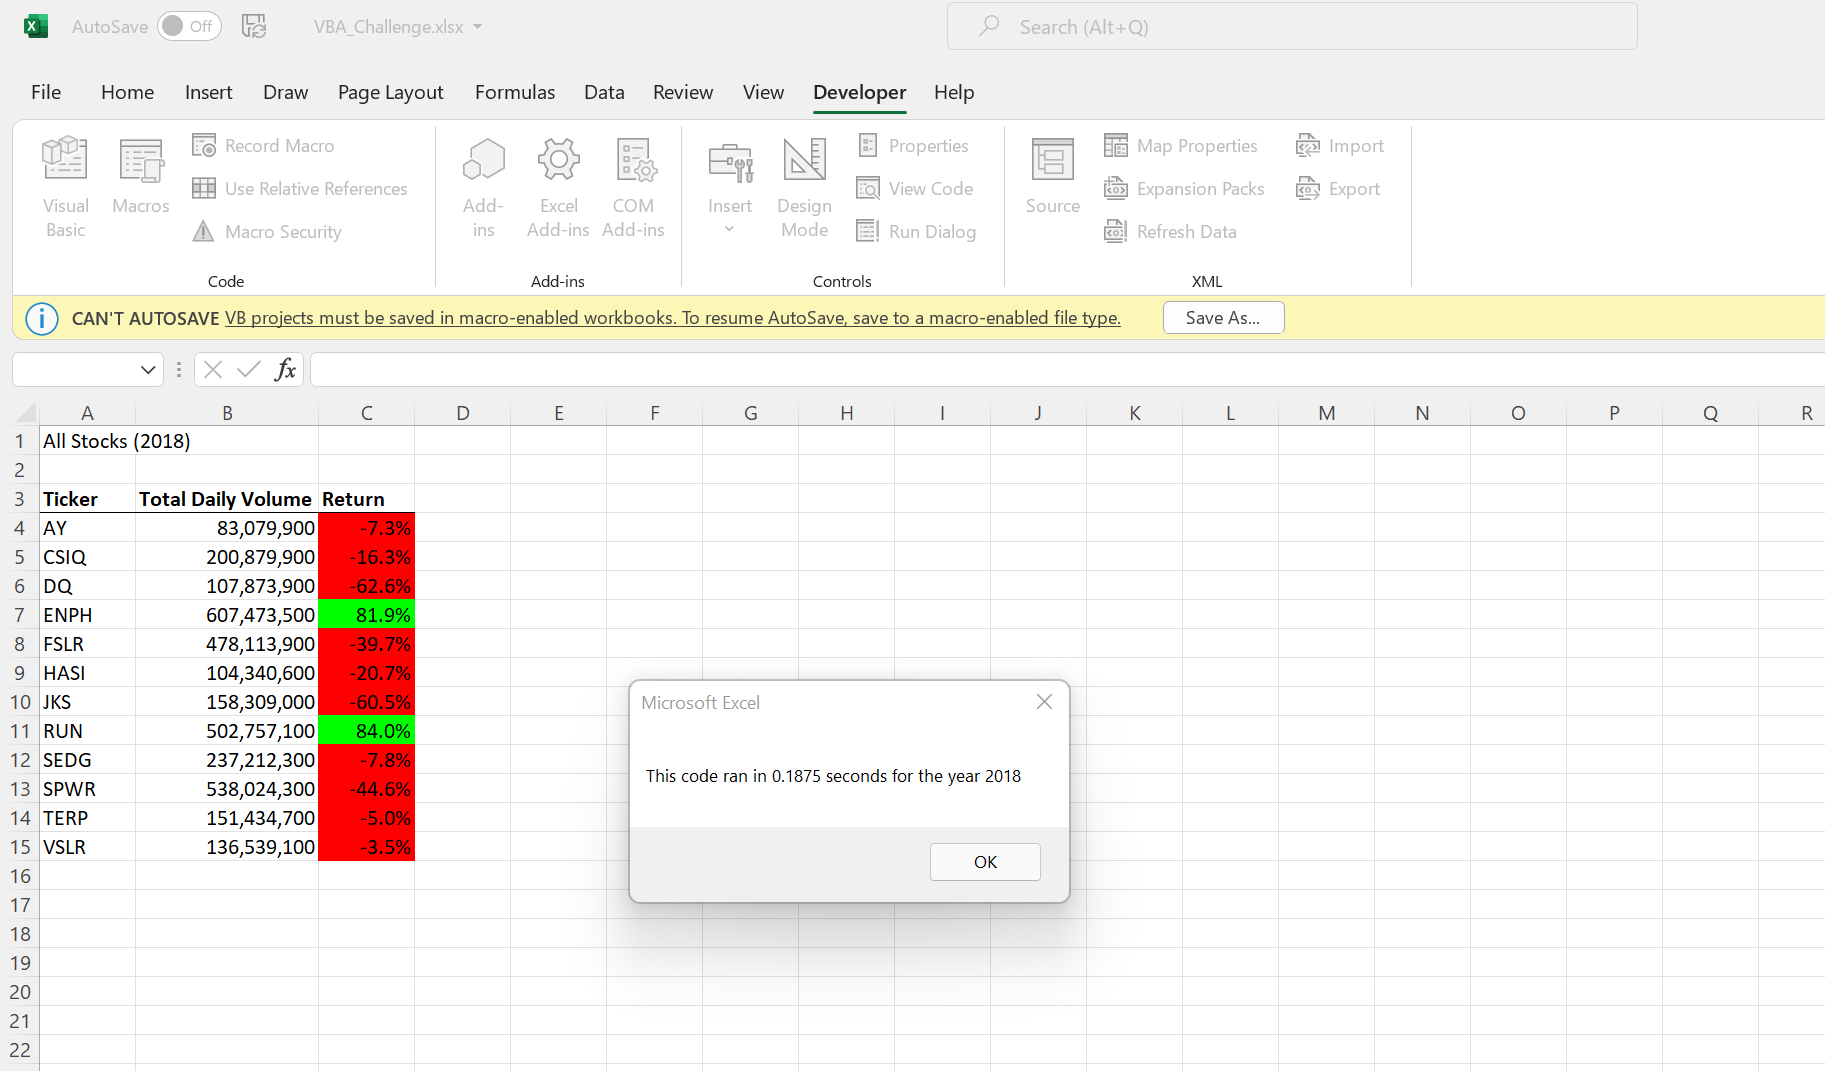 AutoSave Off VBA_Challenge.xlsx Search (Alt+Q)
File Home Insert Draw Page Layout Formulas Data Review View Developer Help
Visual Basic
Macros
Record Macro
Use Relative References
Macro Security
Code
Add-ins
Excel Add-ins
COM Add-ins
Add-ins
Insert
Design Mode
Properties
View Code
Run Dialog
Controls
Source
Map Properties
Expansion Packs
Refresh Data
Import
Export
XML
CAN'T AUTOSAVE VB projects must be saved in macro-enabled workbooks. To resume AutoSave, save to a macro-enabled file type. Save As...
fx
A B C D E F G H I J K L M N O P Q R
1 All Stocks (2018)
2
3 Ticker Total Daily Volume Return
4 AY 83,079,900 -7.3%
5 CSIQ 200,879,900 -16.3%
6 DQ 107,873,900 -62.6%
7 ENPH 607,473,500 81.9%
8 FSLR 478,113,900 -39.7%
9 HASI 104,340,600 -20.7%
10 JKS 158,309,000 -60.5%
11 RUN 502,757,100 84.0%
12 SEDG 237,212,300 -7.8%
13 SPWR 538,024,300 -44.6%
14 TERP 151,434,700 -5.0%
15 VSLR 136,539,100 -3.5%
16
17
18
19
20
21
22
Microsoft Excel
This code ran in 0.1875 seconds for the year 2018
OK